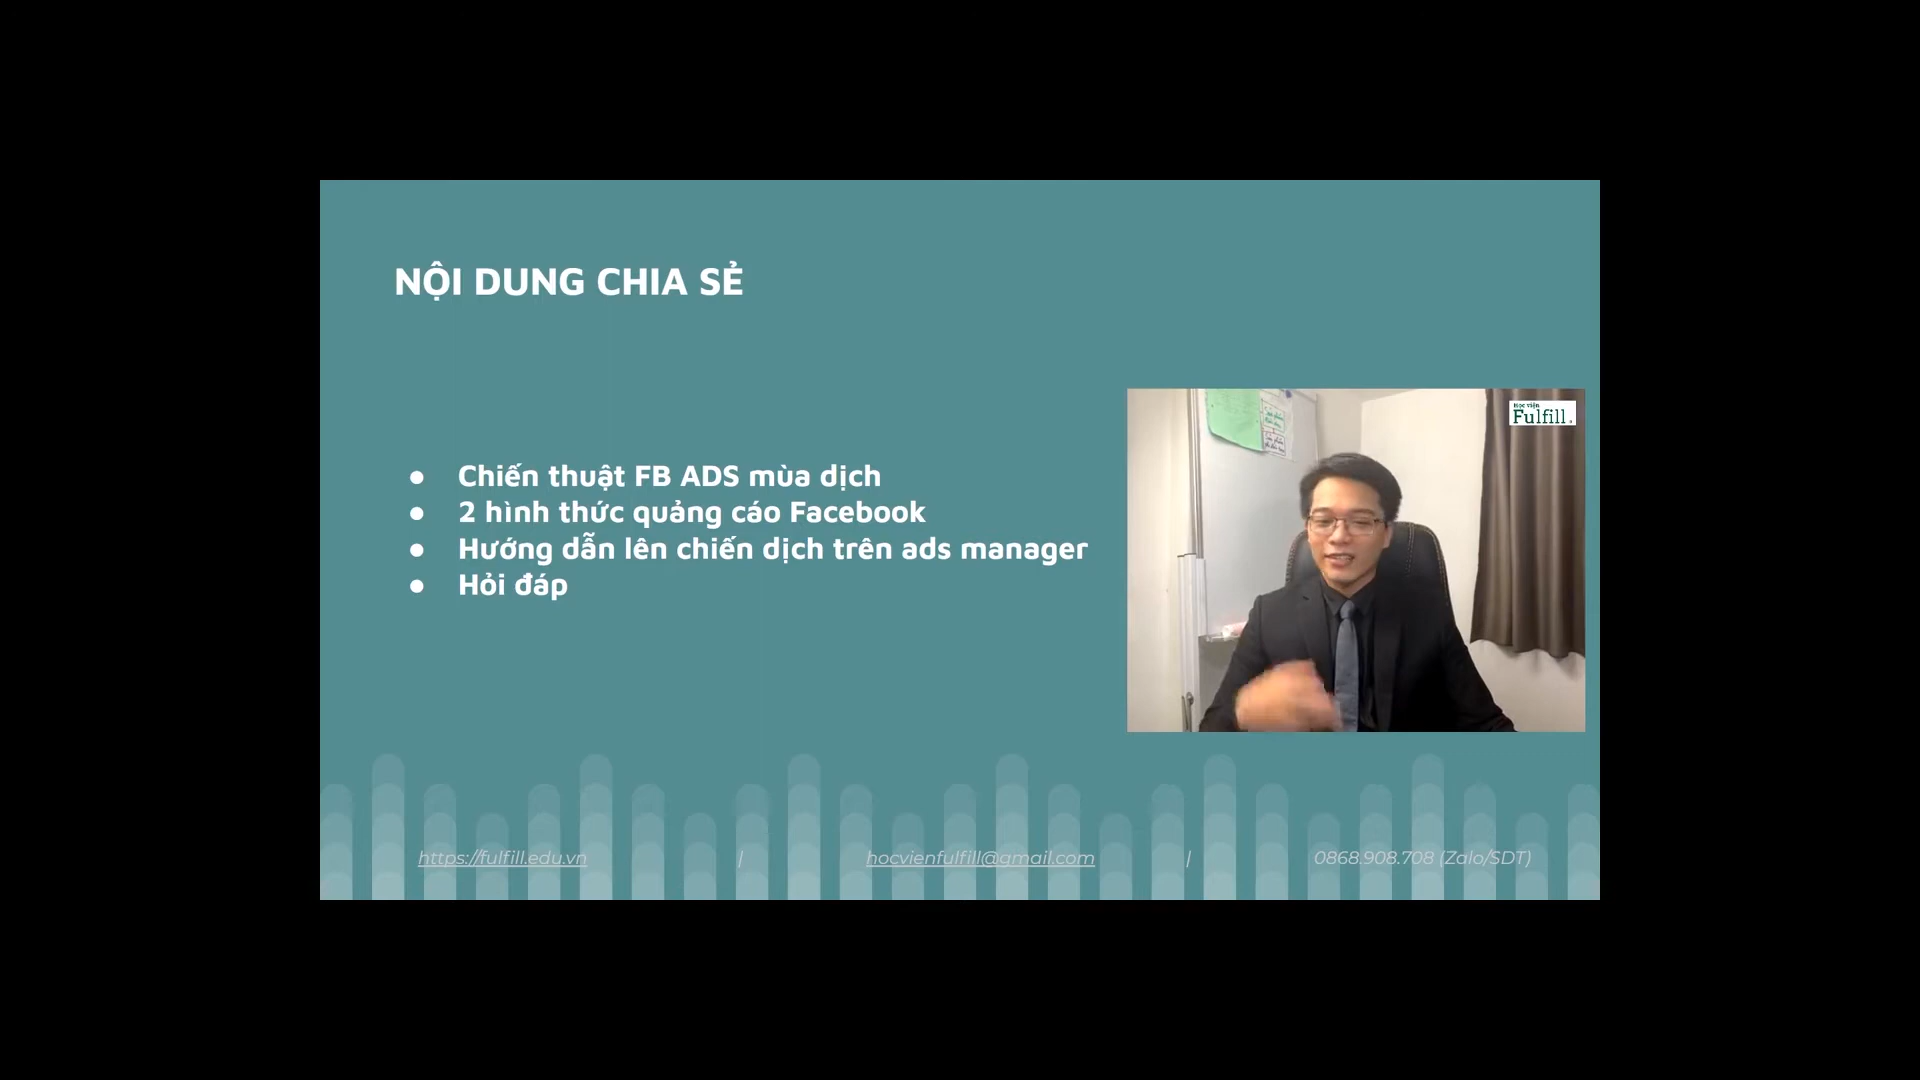 NỘI DUNG CHIA SẺ
● Chiến thuật FB ADS mùa dịch
● 2 hình thức quảng cáo Facebook
● Hướng dẫn lên chiến dịch trên ads manager
● Hỏi đáp
Học viện
Fulfill
https://fulfill.edu.vn | hocvienfulfill@gmail.com | 0868.908.708 (Zalo/SDT)